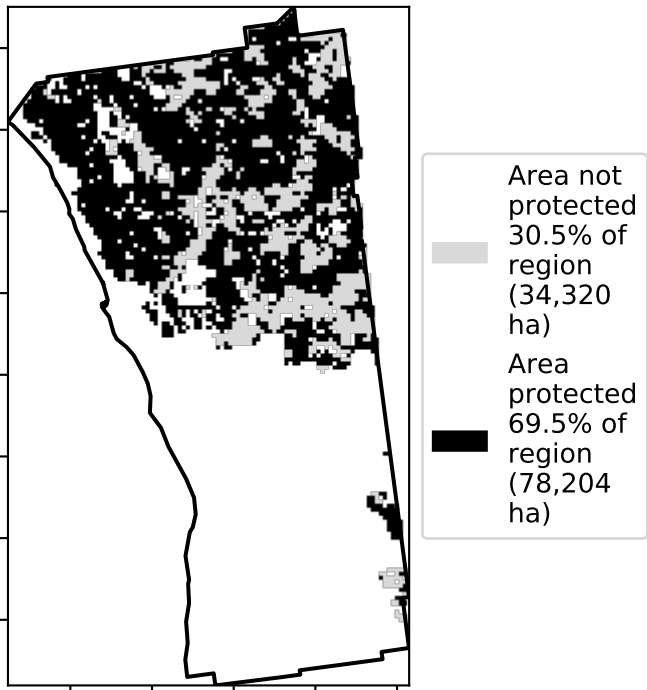 Area not
protected
30.5% of
region
(34,320
ha)
Area
protected
69.5% of
region
(78,204
ha)